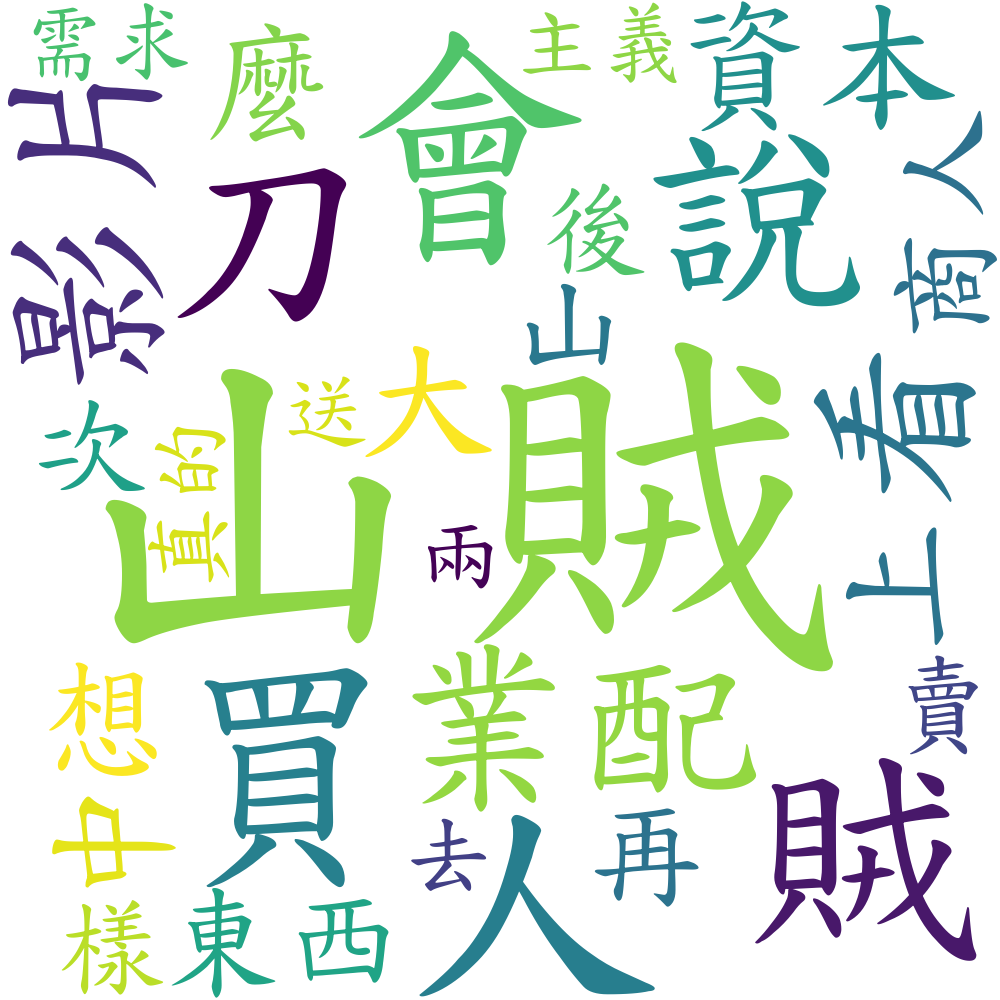 需求
麼
會
主義
資本
影片
刀
後
說
商人
山
山賊
大
送
次
真的
兩
看
上
想
買
業配
賣
中
去
人
再
賊
樣
東西